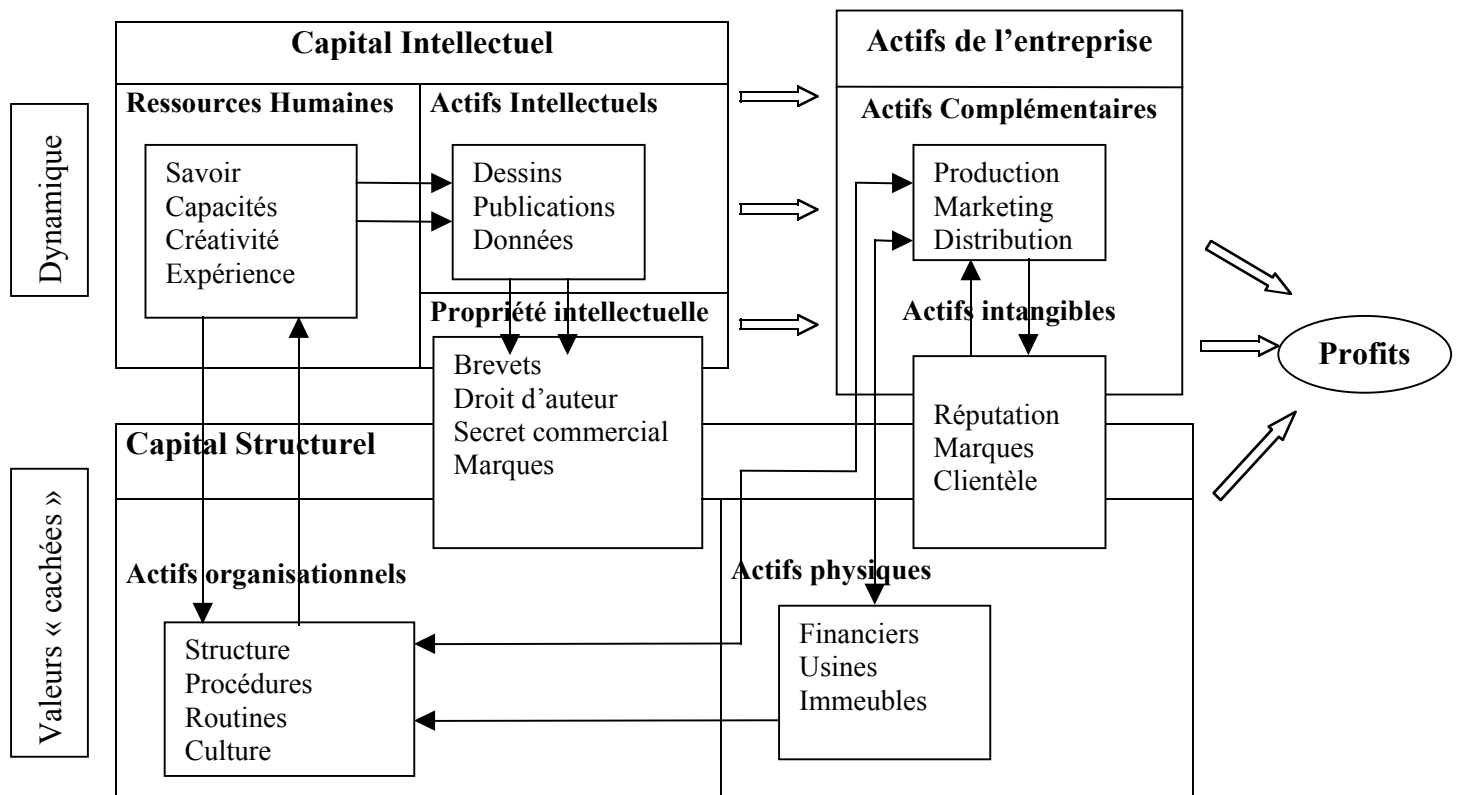 Capital Intellectuel
Actifs de l’entreprise
Dynamique
Ressources Humaines
Savoir
Capacités
Créativité
Expérience
Actifs Intellectuels
Dessins
Publications
Données
Propriété intellectuelle
Brevets
Droit d’auteur
Secret commercial
Marques
Actifs Complémentaires
Production
Marketing
Distribution
Actifs intangibles
Réputation
Marques
Clientèle
Profits
Valeurs « cachées »
Capital Structurel
Actifs organisationnels
Structure
Procédures
Routines
Culture
Actifs physiques
Financiers
Usines
Immeubles